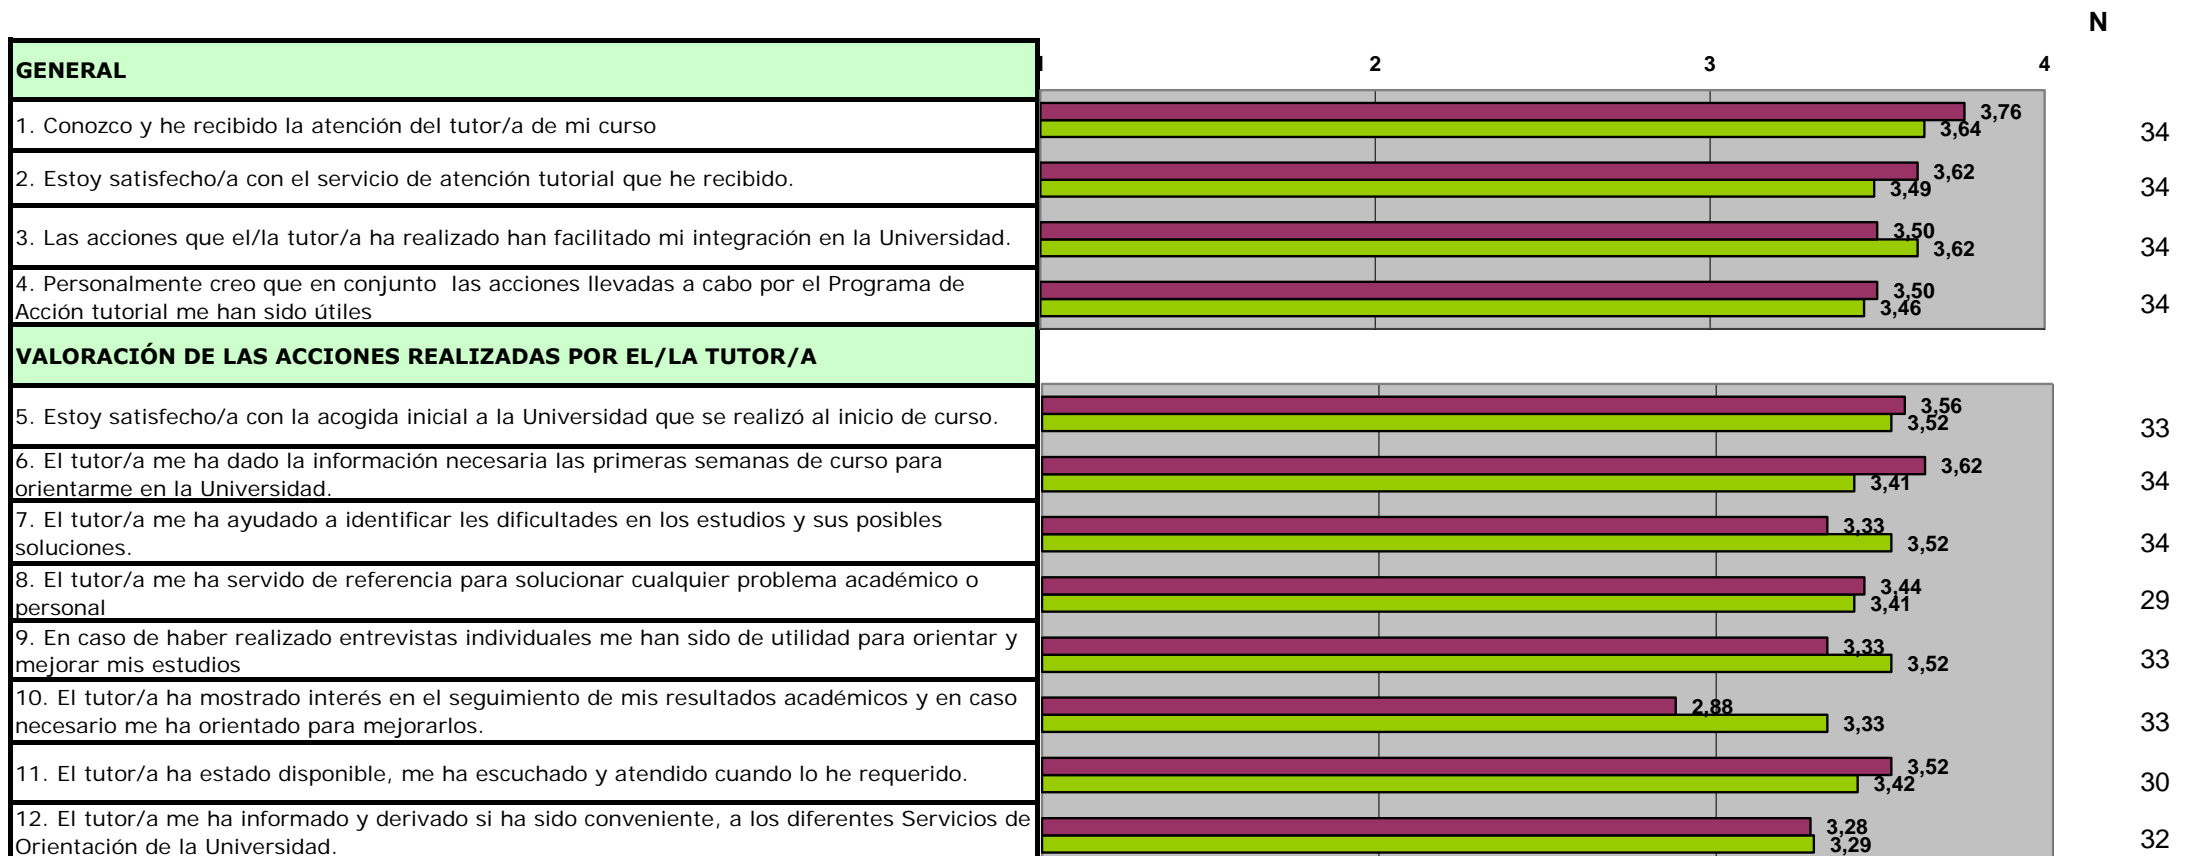 N
GENERAL
1 2 3 4
1. Conozco y he recibido la atención del tutor/a de mi curso
3,76
3,64
34
2. Estoy satisfecho/a con el servicio de atención tutorial que he recibido.
3,62
3,49
34
3. Las acciones que el/la tutor/a ha realizado han facilitado mi integración en la Universidad.
3,50
3,62
34
4. Personalmente creo que en conjunto  las acciones llevadas a cabo por el Programa de
Acción tutorial me han sido útiles
3,50
3,46
34
VALORACIÓN DE LAS ACCIONES REALIZADAS POR EL/LA TUTOR/A
5. Estoy satisfecho/a con la acogida inicial a la Universidad que se realizó al inicio de curso.
3,56
3,52
33
6. El tutor/a me ha dado la información necesaria las primeras semanas de curso para
orientarme en la Universidad.
3,62
3,41
34
7. El tutor/a me ha ayudado a identificar les dificultades en los estudios y sus posibles
soluciones.
3,33
3,52
34
8. El tutor/a me ha servido de referencia para solucionar cualquier problema académico o
personal
3,44
3,41
29
9. En caso de haber realizado entrevistas individuales me han sido de utilidad para orientar y
mejorar mis estudios
3,33
3,52
33
10. El tutor/a ha mostrado interés en el seguimiento de mis resultados académicos y en caso
necesario me ha orientado para mejorarlos.
2,88
3,33
33
11. El tutor/a ha estado disponible, me ha escuchado y atendido cuando lo he requerido.
3,52
3,42
30
12. El tutor/a me ha informado y derivado si ha sido conveniente, a los diferentes Servicios de
Orientación de la Universidad.
3,28
3,29
32